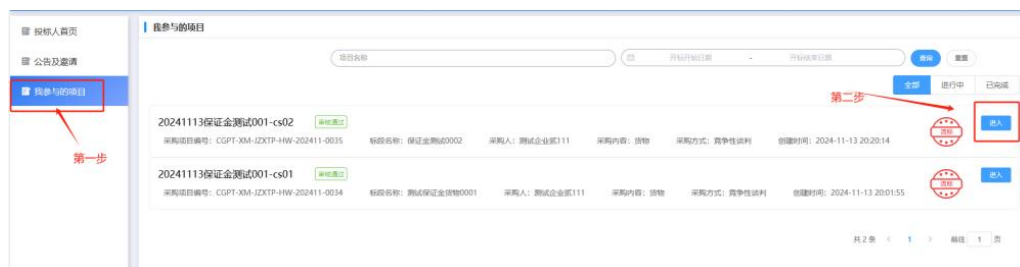 投标人首页
公告及邀请
我参与的项目
第一步
我参与的项目
项目名称 开标开始日期 - 开标结束日期 查询 重置
全部 进行中 已完成
第二步
20241113保证金测试001-cs02 审核通过
采购项目编号：CGPT-XM-JZXTP-HW-202411-0035 标段名称：保证金测试0002 采购人：测试企业贰111 采购内容：货物 采购方式：竞争性谈判 创建时间：2024-11-13 20:20:14
流标 进入
20241113保证金测试001-cs01 审核通过
采购项目编号：CGPT-XM-JZXTP-HW-202411-0034 标段名称：测试保证金货物0001 采购人：测试企业贰111 采购内容：货物 采购方式：竞争性谈判 创建时间：2024-11-13 20:01:55
流标 进入
共 2 条 < 1 > 前往 1 页